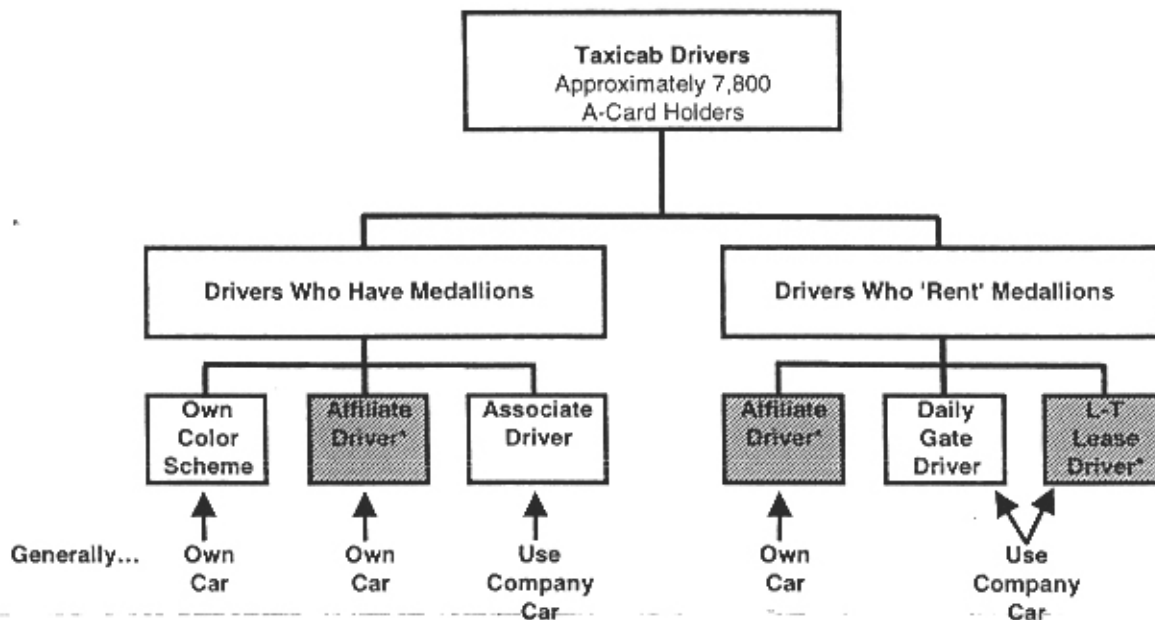 Taxicab Drivers
Approximately 7,800
A-Card Holders
Drivers Who Have Medallions
Drivers Who 'Rent' Medallions
Own
Color
Scheme
Affiliate
Driver*
Associate
Driver
Affiliate
Driver*
Daily
Gate
Driver
L-T
Lease
Driver*
Generally...
Own
Car
Own
Car
Use
Company
Car
Own
Car
Use
Company
Car